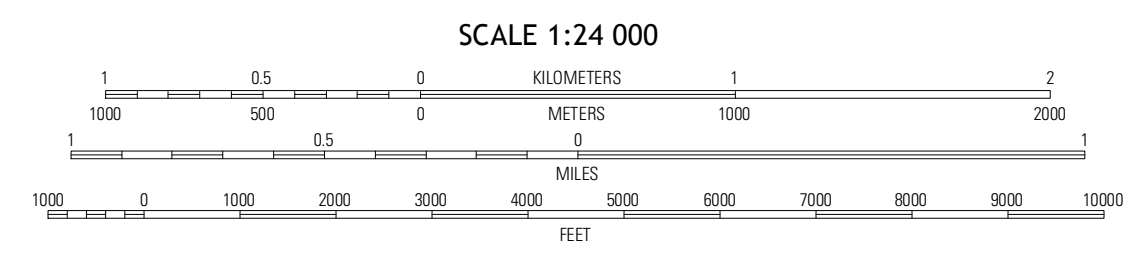 SCALE 1:24 000
1 0.5 0 KILOMETERS 1 2
1000 500 0 METERS 1000 2000
1 0.5 0 1
MILES
1000 0 1000 2000 3000 4000 5000 6000 7000 8000 9000 10000
FEET